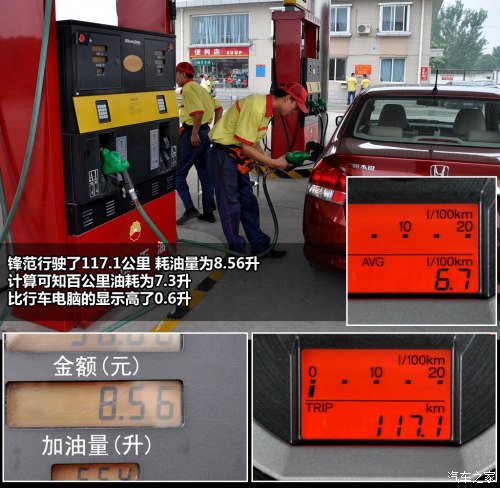 便利店
l/100km
10 20
AVG l/100km
6.7
锋范行驶了117.1公里 耗油量为8.56升
计算可知百公里油耗为7.3升
比行车电脑的显示高了0.6升
金额(元)
8.56
加油量(升)
l/100km
0 10 20
TRIP km
117.1
汽车之家